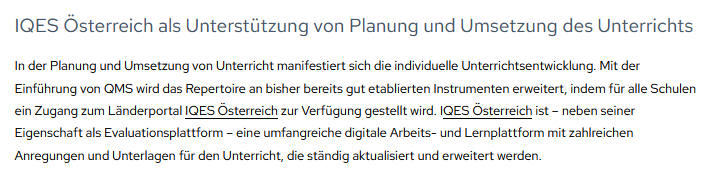 IQES Österreich als Unterstützung von Planung und Umsetzung des Unterrichts
In der Planung und Umsetzung von Unterricht manifestiert sich die individuelle Unterrichtsentwicklung. Mit der
Einführung von QMS wird das Repertoire an bisher bereits gut etablierten Instrumenten erweitert, indem für alle Schulen
ein Zugang zum Länderportal IQES Österreich zur Verfügung gestellt wird. IQES Österreich ist – neben seiner
Eigenschaft als Evaluationsplattform – eine umfangreiche digitale Arbeits- und Lernplattform mit zahlreichen
Anregungen und Unterlagen für den Unterricht, die ständig aktualisiert und erweitert werden.